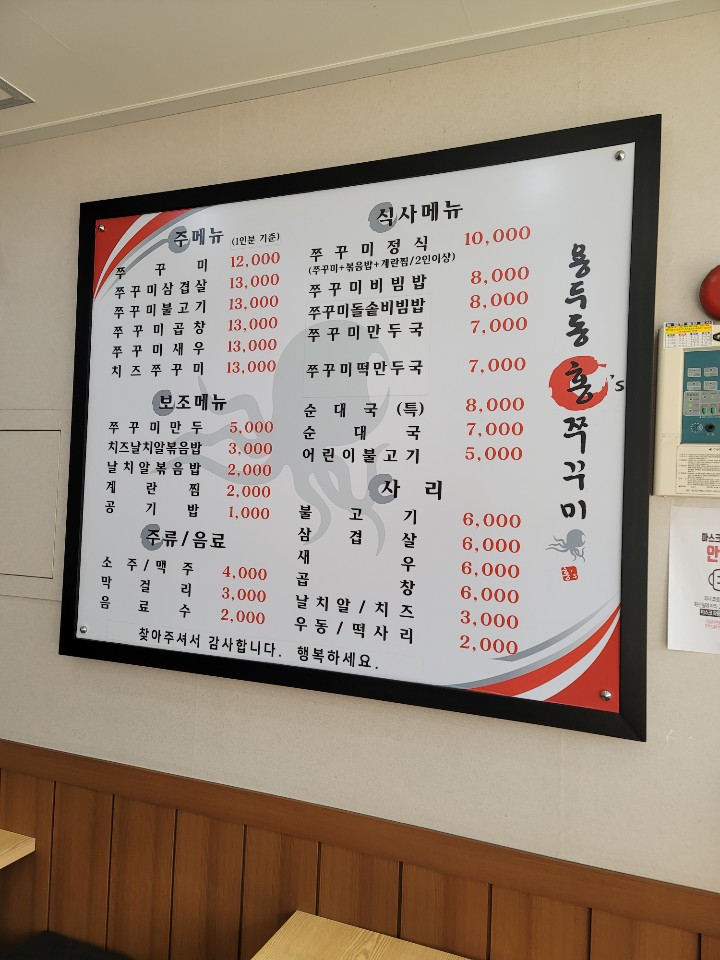 주메뉴 (1인분 기준)
쭈꾸미 12,000
쭈꾸미삼겹살 13,000
쭈꾸미불고기 13,000
쭈꾸미곱창 13,000
쭈꾸미새우 13,000
치즈쭈꾸미 13,000
보조메뉴
쭈꾸미만두 5,000
치즈날치알볶음밥 3,000
날치알볶음밥 2,000
계란찜 2,000
공기밥 1,000
주류/음료
소주/맥주 4,000
막걸리 3,000
음료수 2,000
식사메뉴
쭈꾸미정식 10,000
(쭈꾸미+볶음밥+계란찜/2인이상)
쭈꾸미비빔밥 8,000
쭈꾸미돌솥비빔밥 8,000
쭈꾸미만두국 7,000
쭈꾸미떡만두국 7,000
순대국 (특) 8,000
순대국 7,000
어린이불고기 5,000
사리
불고기 6,000
삼겹살 6,000
새우 6,000
곱창 6,000
날치알/치즈 3,000
우동/떡사리 2,000
찾아주셔서 감사합니다. 행복하세요.
용두동 홍's 쭈꾸미
마스크